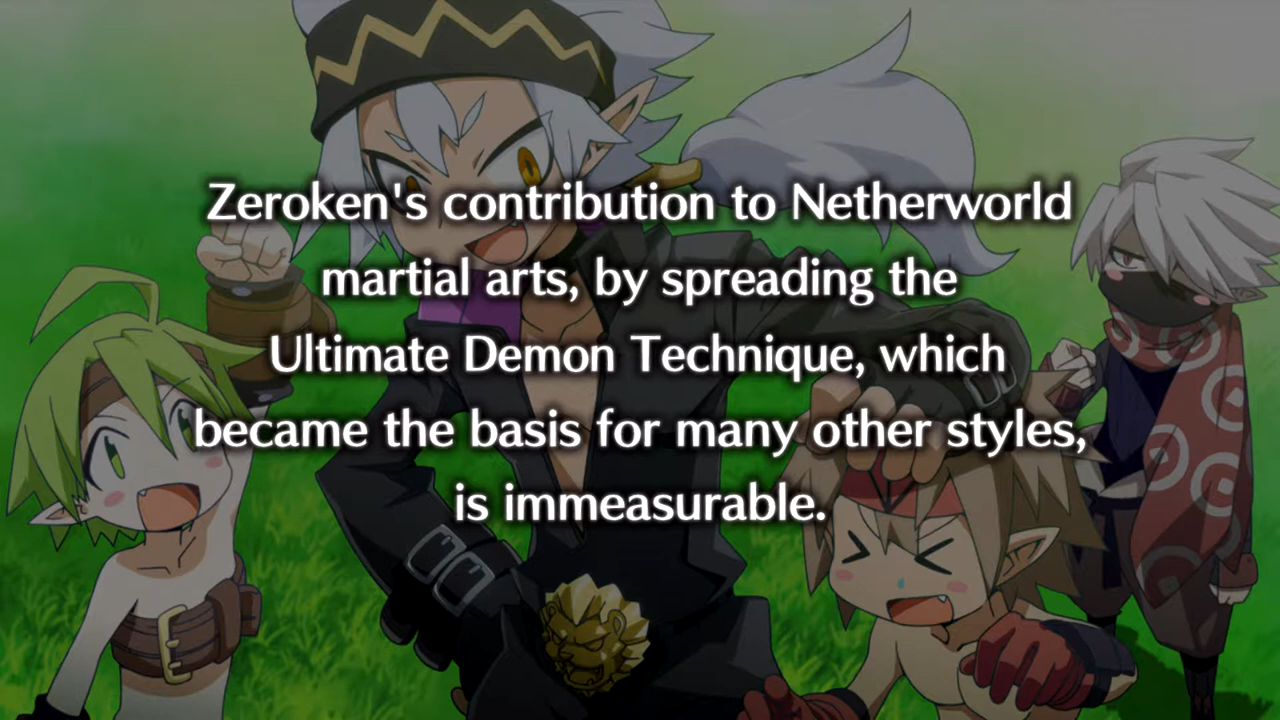 Zeroken's contribution to Netherworld
martial arts, by spreading the
Ultimate Demon Technique, which
became the basis for many other styles,
is immeasurable.